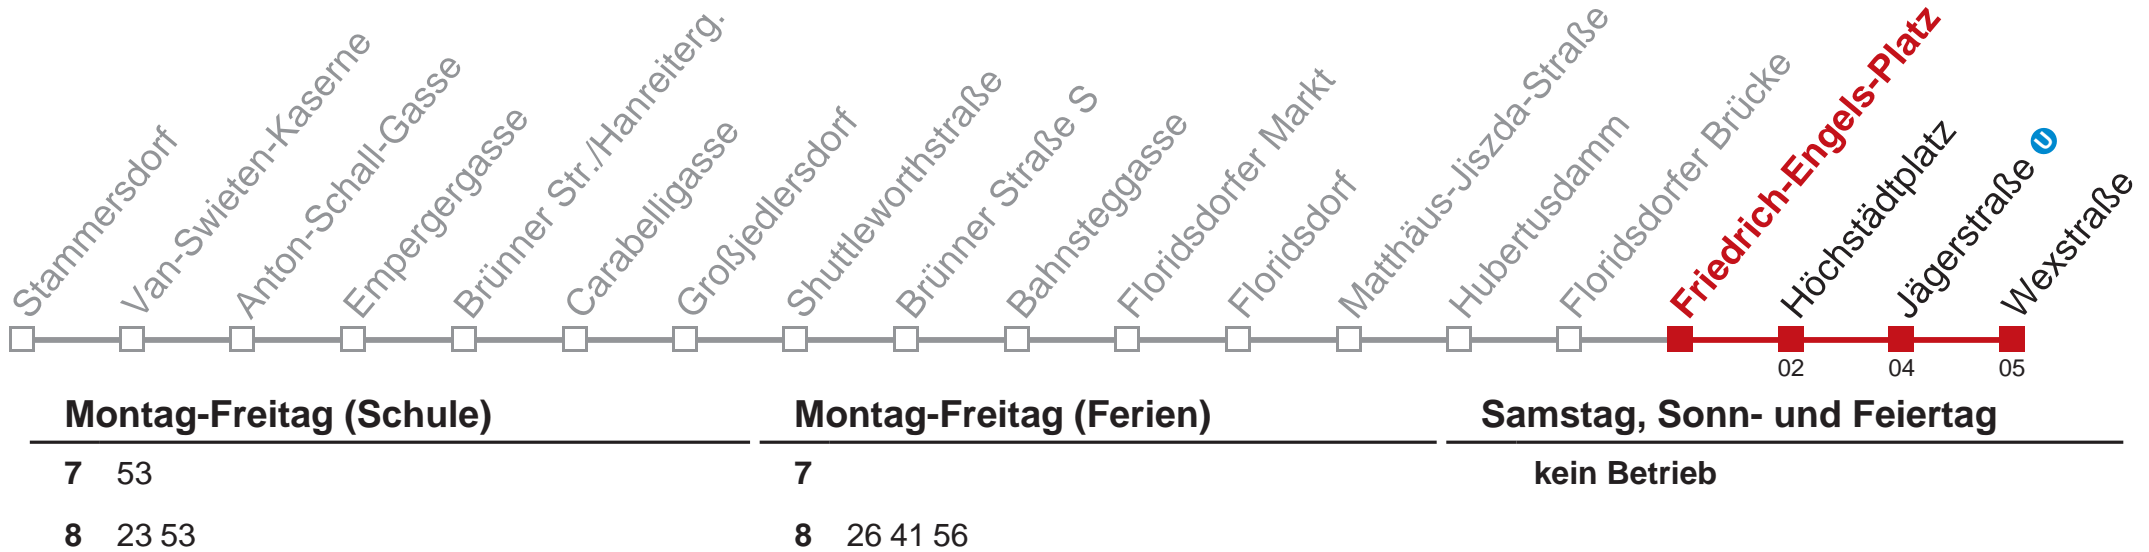 Stammersdorf
Van-Swieten-Kaserne
Anton-Schall-Gasse
Empergergasse
Brünner Str./Hanreiterg.
Carabelligasse
Großjedlersdorf
Shuttleworthstraße
Brünner Straße S
Bahnsteggasse
Floridsdorfer Markt
Floridsdorf
Matthäus-Jiszda-Straße
Hubertusdamm
Floridsdorfer Brücke
Friedrich-Engels-Platz
Höchstädtplatz
Jägerstraße U
Wexstraße
02 04 05
Montag-Freitag (Schule) Montag-Freitag (Ferien) Samstag, Sonn- und Feiertag
7 53 7 kein Betrieb
8 23 53 8 26 41 56